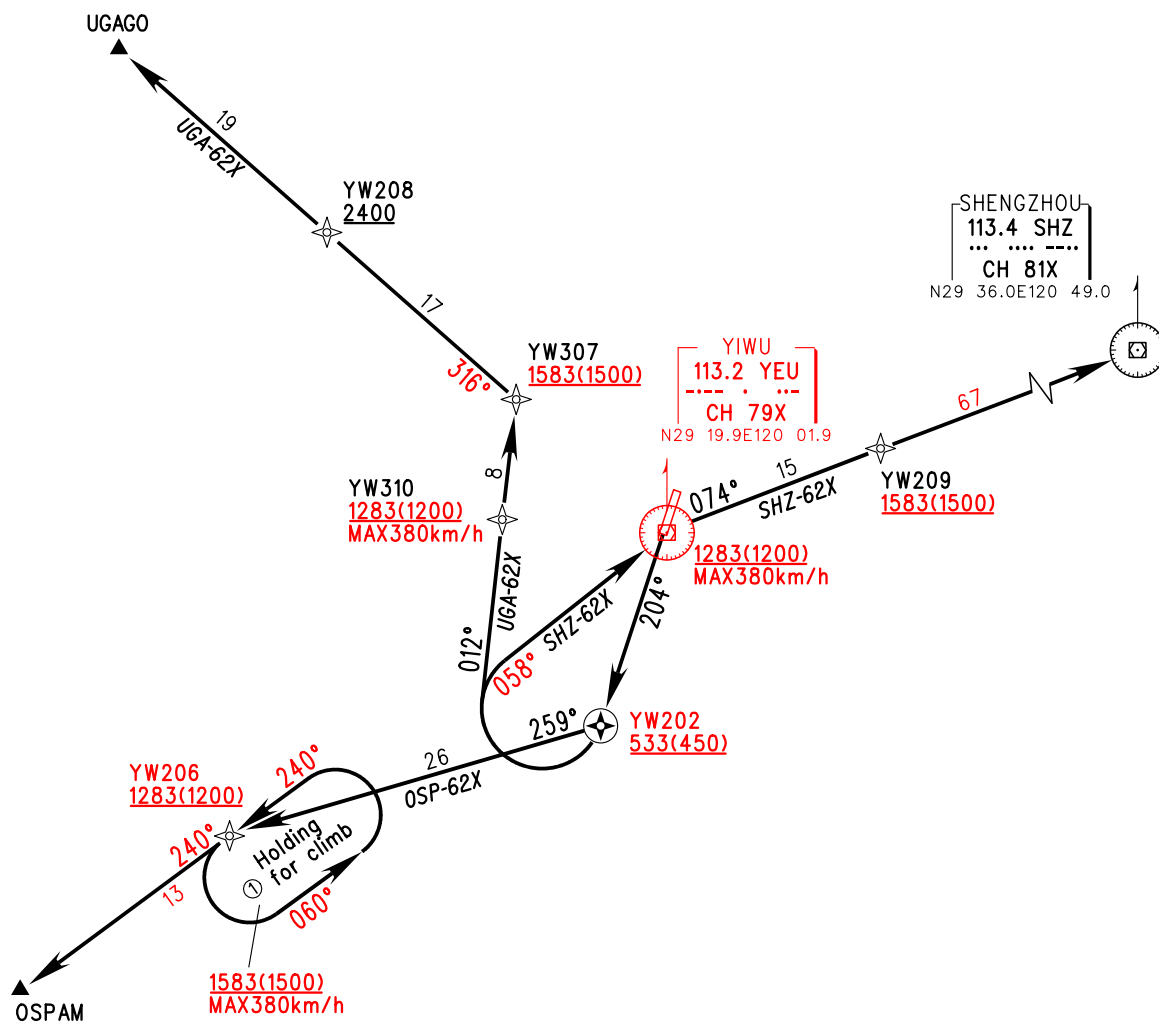 UGAGO
19
UGA-62X
YW208
2400
17
316°
YW307
1583(1500)
SHENGZHOU
113.4 SHZ
CH 81X
N29 36.0E120 49.0
YIWU
113.2 YEU
CH 79X
N29 19.9E120 01.9
67
8
YW310
1283(1200)
MAX380km/h
074°
15
SHZ-62X
YW209
1583(1500)
1283(1200)
MAX380km/h
UGA-62X
012°
SHZ-62X
058°
204°
259°
YW202
533(450)
26
OSP-62X
YW206
1283(1200)
240°
240°
Holding
for climb
1
060°
13
1583(1500)
MAX380km/h
OSPAM